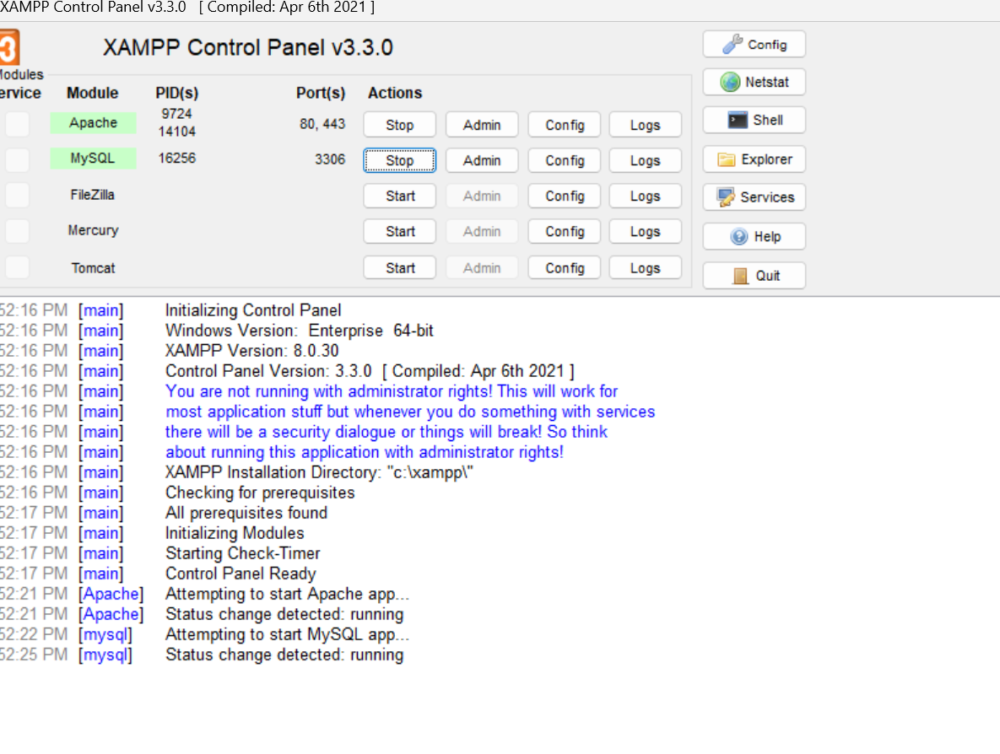 XAMPP Control Panel v3.3.0 [ Compiled: Apr 6th 2021 ]
XAMPP Control Panel v3.3.0
Config
Modules
Service Module PID(s) Port(s) Actions
Netstat
Apache 9724 14104 80, 443 Stop Admin Config Logs
Shell
MySQL 16256 3306 Stop Admin Config Logs
Explorer
FileZilla Start Admin Config Logs
Services
Mercury Start Admin Config Logs
Help
Tomcat Start Admin Config Logs
Quit
52:16 PM [main] Initializing Control Panel
52:16 PM [main] Windows Version: Enterprise 64-bit
52:16 PM [main] XAMPP Version: 8.0.30
52:16 PM [main] Control Panel Version: 3.3.0 [ Compiled: Apr 6th 2021 ]
52:16 PM [main] You are not running with administrator rights! This will work for
52:16 PM [main] most application stuff but whenever you do something with services
52:16 PM [main] there will be a security dialogue or things will break! So think
52:16 PM [main] about running this application with administrator rights!
52:16 PM [main] XAMPP Installation Directory: "c:\xampp\"
52:16 PM [main] Checking for prerequisites
52:17 PM [main] All prerequisites found
52:17 PM [main] Initializing Modules
52:17 PM [main] Starting Check-Timer
52:17 PM [main] Control Panel Ready
52:21 PM [Apache] Attempting to start Apache app...
52:21 PM [Apache] Status change detected: running
52:22 PM [mysql] Attempting to start MySQL app...
52:25 PM [mysql] Status change detected: running